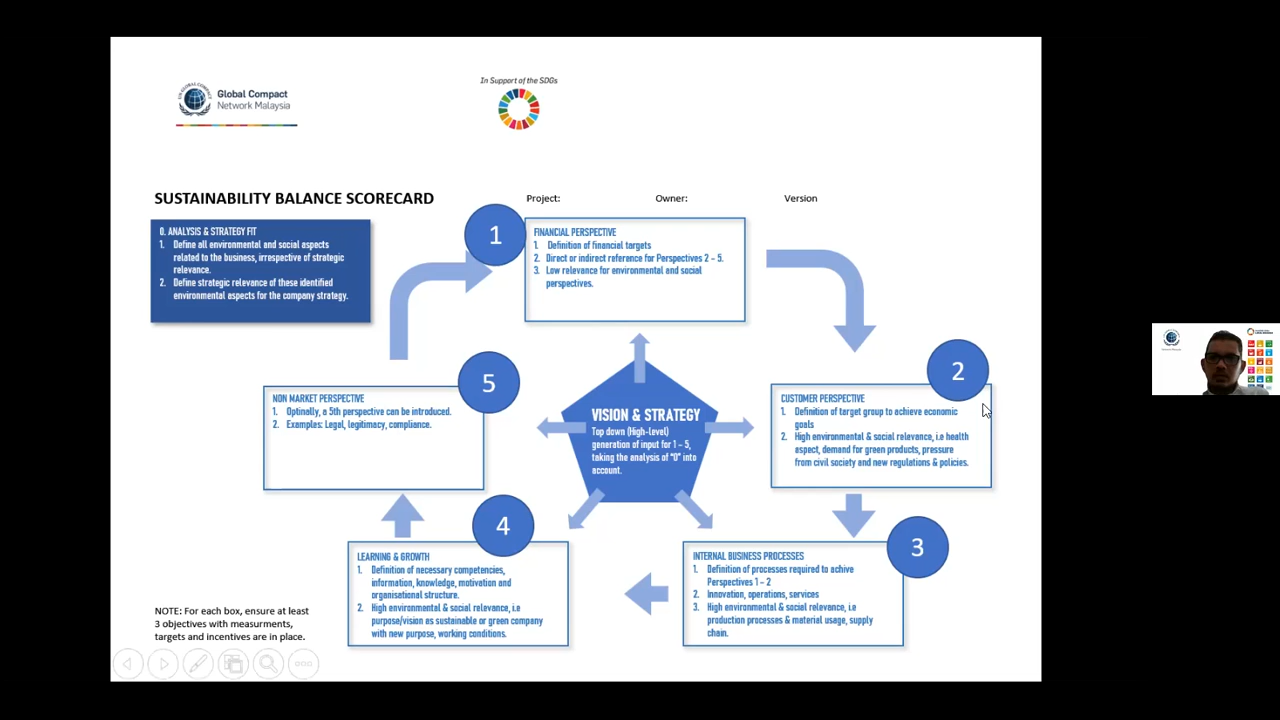 Global Compact
Network Malaysia
In Support of the SDGs
SUSTAINABILITY BALANCE SCORECARD
Project:
Owner:
Version
0. ANALYSIS & STRATEGY FIT
1. Define all environmental and social aspects
related to the business, irrespective of strategic
relevance.
2. Define strategic relevance of these identified
environmental aspects for the company strategy.
1
FINANCIAL PERSPECTIVE
1. Definition of financial targets
2. Direct or indirect reference for Perspectives 2 – 5.
3. Low relevance for environmental and social
perspectives.
2
CUSTOMER PERSPECTIVE
1. Definition of target group to achieve economic
goals
2. High environmental & social relevance, i.e health
aspect, demand for green products, pressure
from civil society and new regulations & policies.
5
NON MARKET PERSPECTIVE
1. Optinally, a 5th perspective can be introduced.
2. Examples: Legal, legitimacy, compliance.
VISION & STRATEGY
Top down (High-level)
generation of input for 1 – 5,
taking the analysis of “0” into
account.
4
LEARNING & GROWTH
1. Definition of necessary competencies,
information, knowledge, motivation and
organisational structure.
2. High environmental & social relevance, i.e
purpose/vision as sustainable or green company
with new purpose, working conditions.
3
INTERNAL BUSINESS PROCESSES
1. Definition of processes required to achive
Perspectives 1 – 2
2. Innovation, operations, services
3. High environmental & social relevance, i.e
production processes & material usage, supply
chain.
NOTE: For each box, ensure at least
3 objectives with measurments,
targets and incentives are in place.